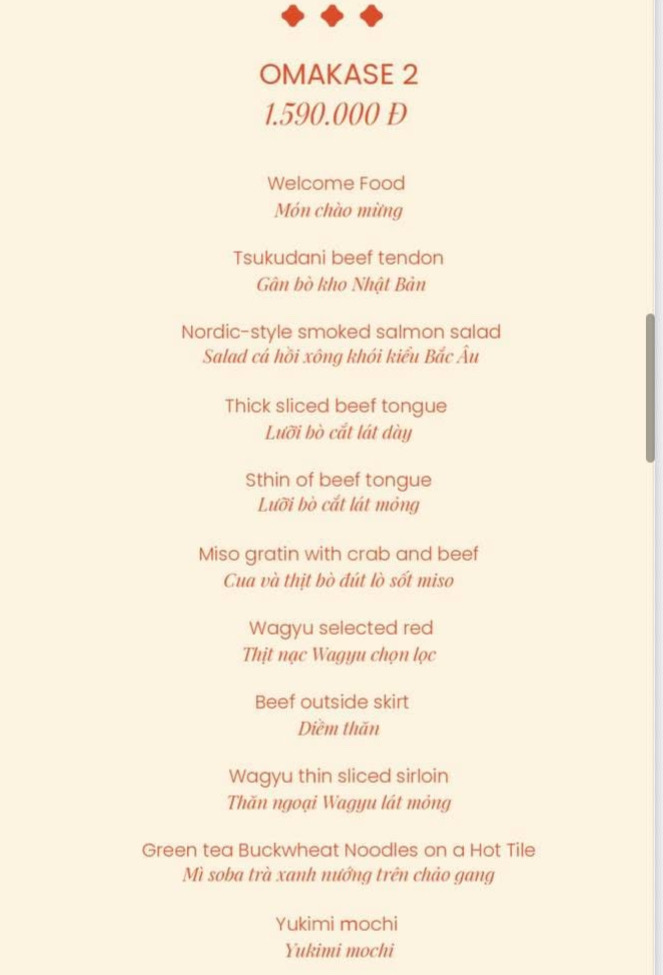 OMAKASE 2
1.590.000 Đ
Welcome Food
Món chào mừng
Tsukudani beef tendon
Gân bò kho Nhật Bản
Nordic-style smoked salmon salad
Salad cá hồi xông khói kiểu Bắc Âu
Thick sliced beef tongue
Lưỡi bò cắt lát dày
Sthin of beef tongue
Lưỡi bò cắt lát mỏng
Miso gratin with crab and beef
Cua và thịt bò đút lò sốt miso
Wagyu selected red
Thịt nạc Wagyu chọn lọc
Beef outside skirt
Diềm thăn
Wagyu thin sliced sirloin
Thăn ngoại Wagyu lát mỏng
Green tea Buckwheat Noodles on a Hot Tile
Mì soba trà xanh nướng trên chảo gang
Yukimi mochi
Yukimi mochi